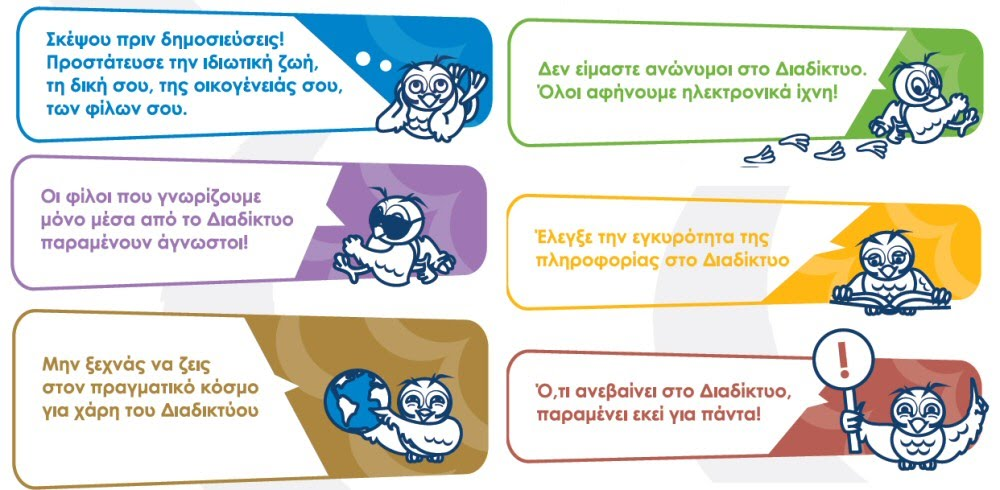 Σκέψου πριν δημοσιεύσεις!
Προστάτευσε την ιδιωτική ζωή,
τη δική σου, της οικογένειάς σου,
των φίλων σου.
Δεν είμαστε ανώνυμοι στο Διαδίκτυο.
Όλοι αφήνουμε ηλεκτρονικά ίχνη!
Οι φίλοι που γνωρίζουμε
μόνο μέσα από το Διαδίκτυο
παραμένουν άγνωστοι!
Έλεγξε την εγκυρότητα της
πληροφορίας στο Διαδίκτυο
Μην ξεχνάς να ζεις
στον πραγματικό κόσμο
για χάρη του Διαδικτύου
!
Ό,τι ανεβαίνει στο Διαδίκτυο,
παραμένει εκεί για πάντα!